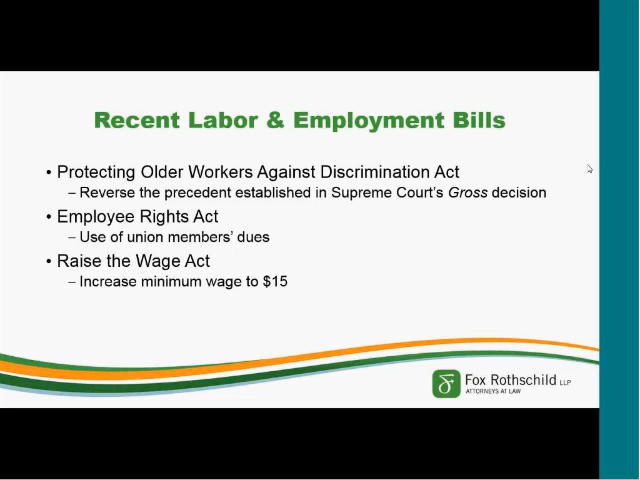 Recent Labor & Employment Bills
• Protecting Older Workers Against Discrimination Act
– Reverse the precedent established in Supreme Court's Gross decision
• Employee Rights Act
– Use of union members' dues
• Raise the Wage Act
– Increase minimum wage to $15
Fox Rothschild LLP
ATTORNEYS AT LAW